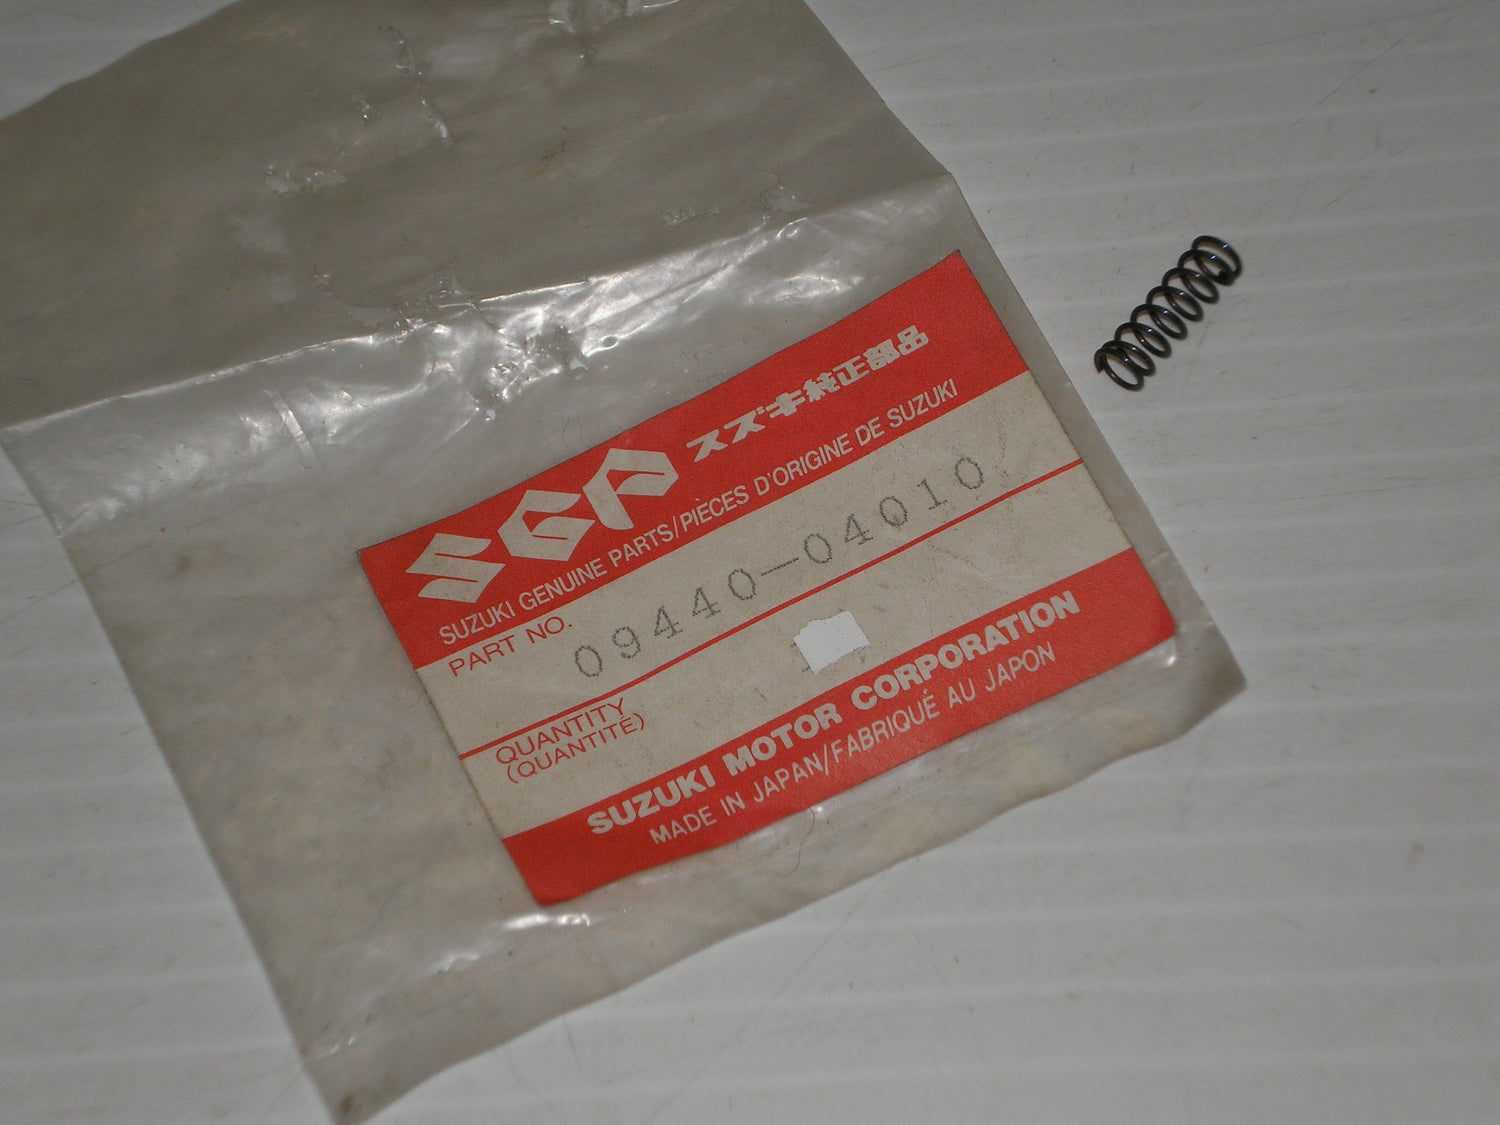 SGP スズキ純正部品
SUZUKI GENUINE PARTS/PIÈCES D'ORIGINE DE SUZUKI
PART NO. 09440-04010
QUANTITY
(QUANTITÉ)
SUZUKI MOTOR CORPORATION
MADE IN JAPAN/FABRIQUÉ AU JAPON